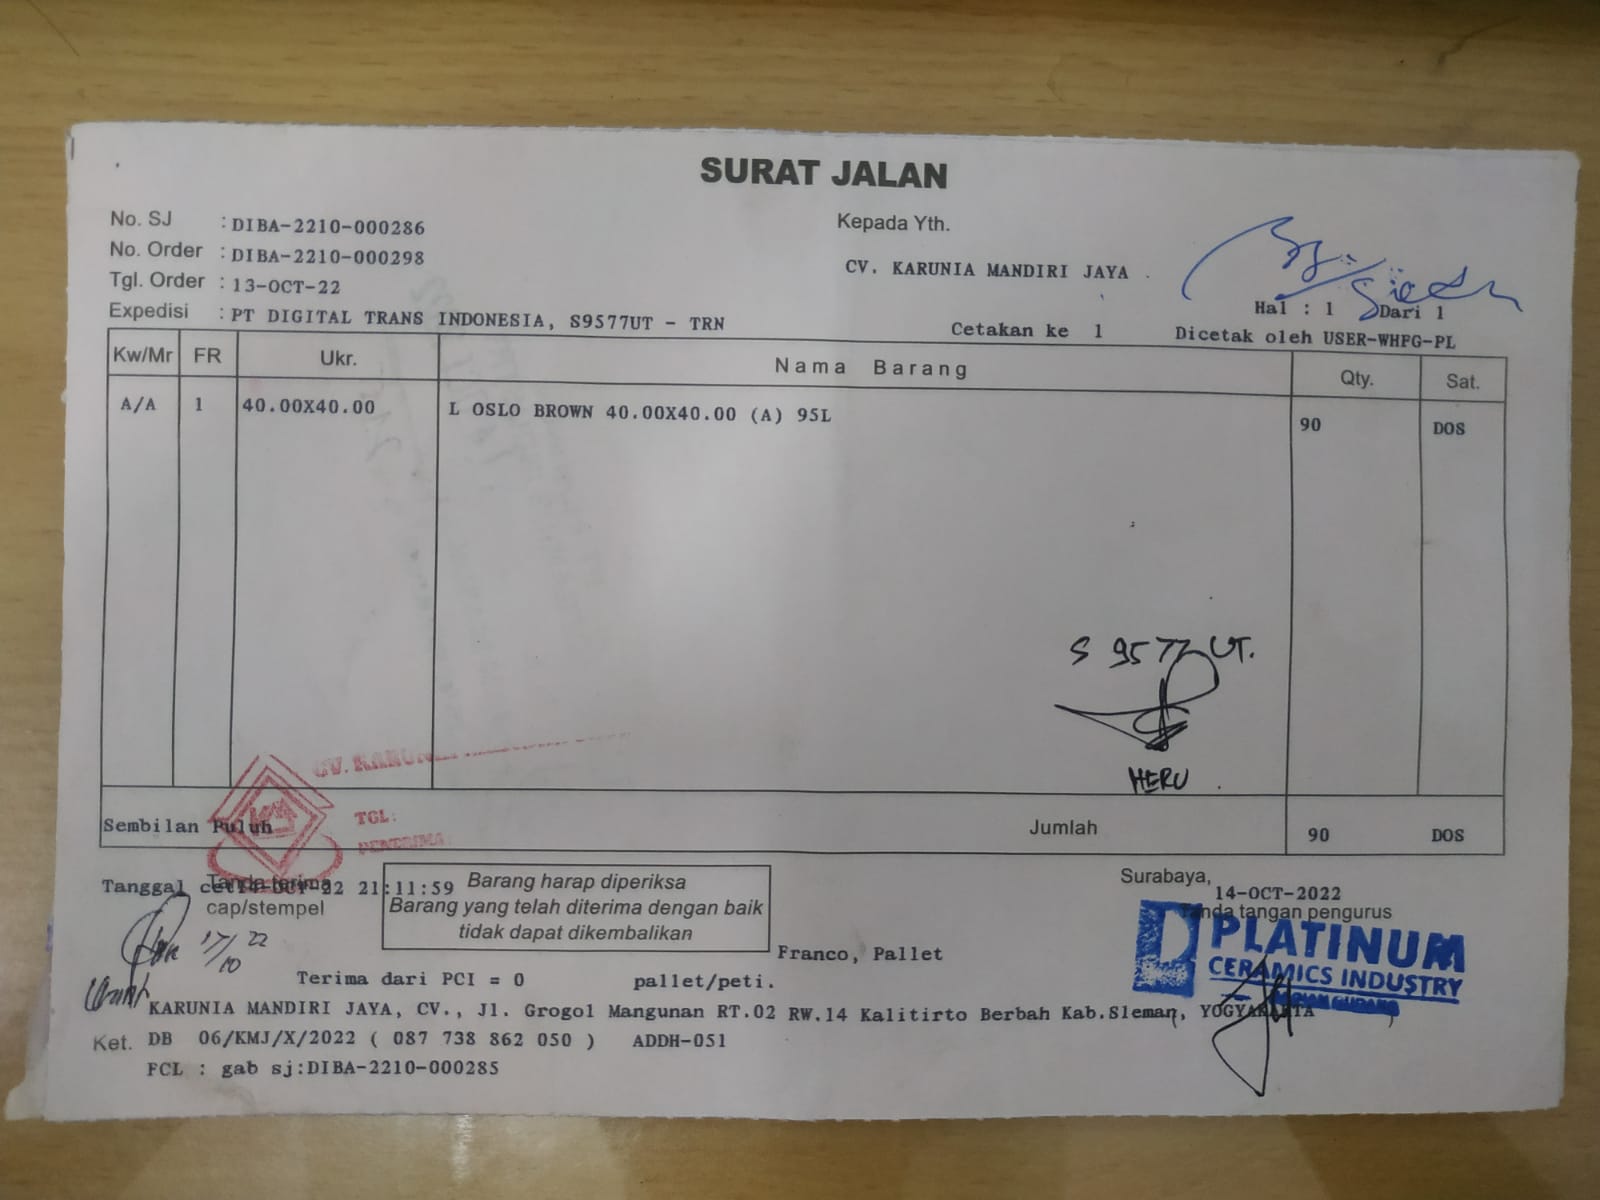 SURAT JALAN
No. SJ : DIBA-2210-000286
No. Order : DIBA-2210-000298
Tgl. Order : 13-OCT-22
Expedisi : PT DIGITAL TRANS INDONESIA, S9577UT - TRN
Kepada Yth.
CV. KARUNIA MANDIRI JAYA
Hal : 1 Dari 1
Cetakan ke 1 Dicetak oleh USER-WHFG-PL
Kw/Mr FR Ukr. Nama Barang Qty. Sat.
A/A 1 40.00X40.00 L OSLO BROWN 40.00X40.00 (A) 95L 90 DOS
S 9577 UT.
HERU
CV. KARUNIA
TGL:
PENERIMA:
Sembilan Puluh Jumlah 90 DOS
Tanggal cet 14-OCT-22 21:11:59
Tanda terima
cap/stempel
17/10 22
Barang harap diperiksa
Barang yang telah diterima dengan baik
tidak dapat dikembalikan
Franco, Pallet
Surabaya,
14-OCT-2022
Tanda tangan pengurus
PLATINUM
CERAMICS INDUSTRY
Terima dari PCI = 0 pallet/peti.
KARUNIA MANDIRI JAYA, CV., Jl. Grogol Mangunan RT.02 RW.14 Kalitirto Berbah Kab.Sleman, YOGYAKARTA
Ket. DB 06/KMJ/X/2022 ( 087 738 862 050 ) ADDH-051
FCL : gab sj:DIBA-2210-000285